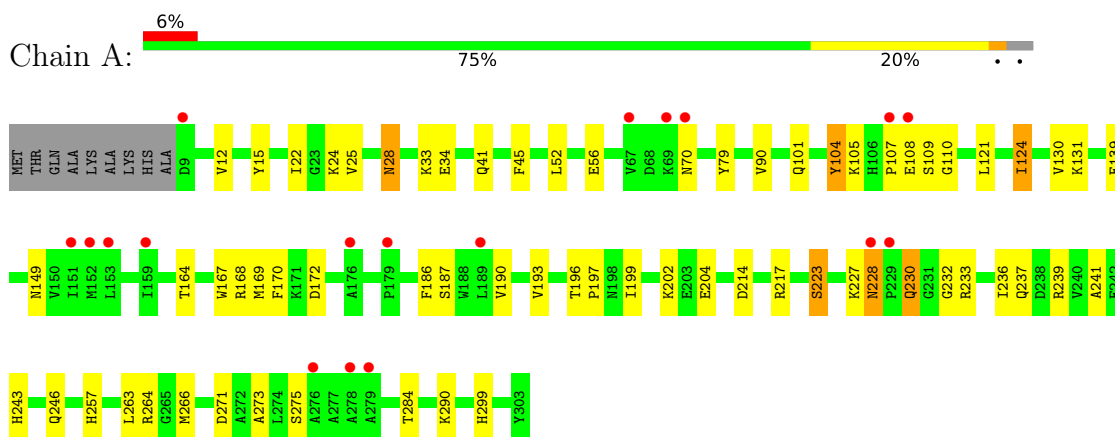 6%
Chain A:
75% 20% • •
MET THR GLN ALA LYS ALA LYS HIS ALA D9 V12 Y15 I22 G23 K24 V25 N28 K33 E34 Q41 F45 L52 E56 V67 D68 K69 N70 Y79 V90 Q101 Y104 K105 H106 P107 E108 S109 G110 L121 I124 V130 K131
N149 V150 I151 M152 L153 I159 T164 W167 R168 M169 F170 K171 D172 A176 P179 F186 S187 W188 L189 V190 V193 T196 P197 N198 I199 K202 E203 E204 D214 R217 S223 K227 N228 P229 Q230 G231 G232 R233 I236 Q237 D238 R239 V240 A241
H243 Q246 H257 L263 R264 G265 M266 D271 A272 A273 L274 S275 A276 A277 A278 A279 T284 K290 H299 Y303